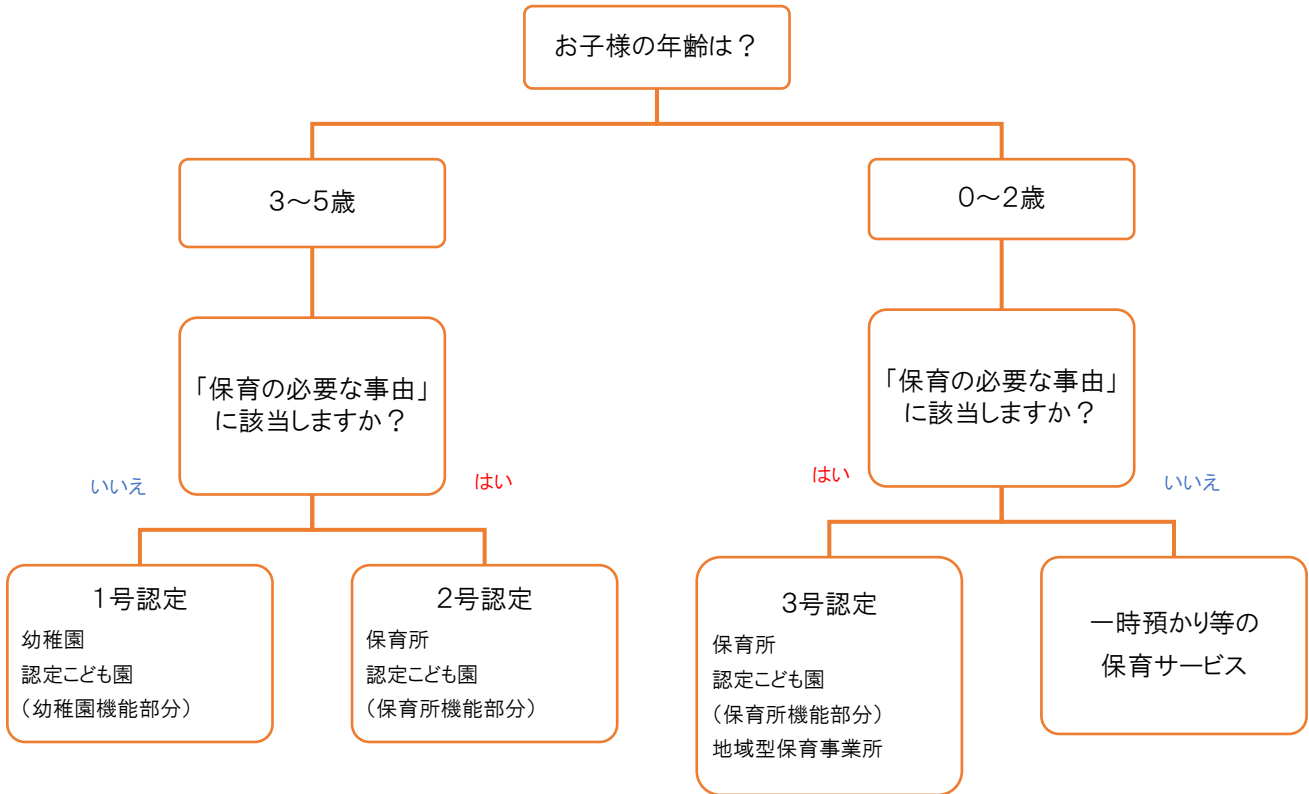 お子様の年齢は？
3～5歳
0～2歳
「保育の必要な事由」
に該当しますか？
「保育の必要な事由」
に該当しますか？
いいえ
はい
はい
いいえ
1号認定
幼稚園
認定こども園
（幼稚園機能部分）
2号認定
保育所
認定こども園
（保育所機能部分）
3号認定
保育所
認定こども園
（保育所機能部分）
地域型保育事業所
一時預かり等の
保育サービス